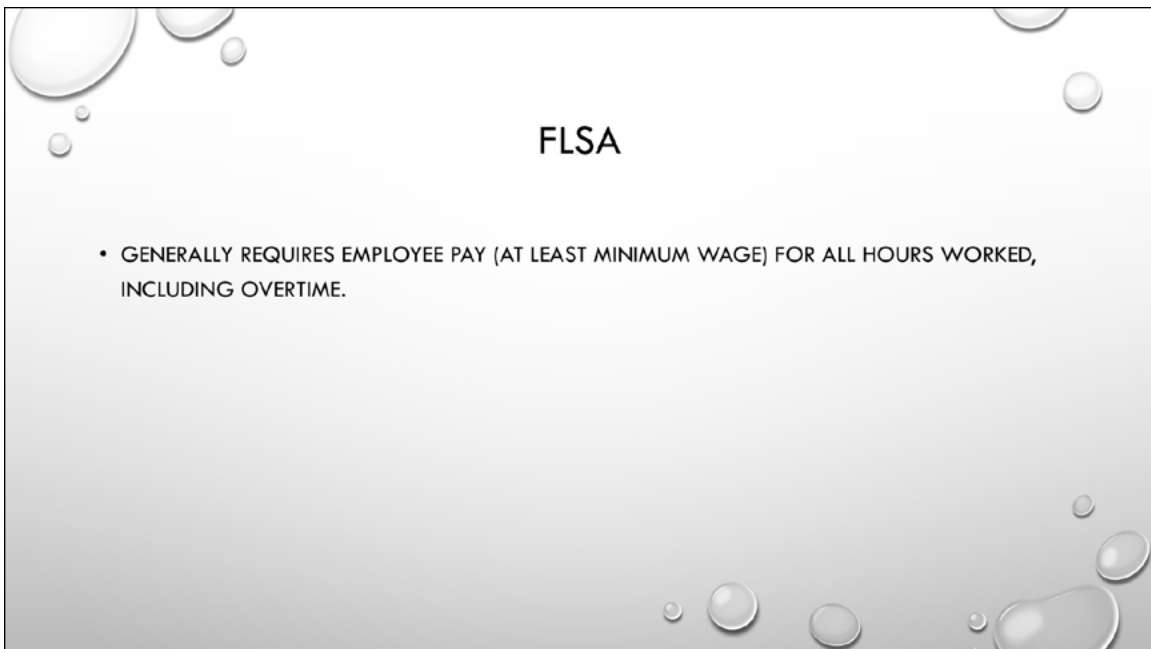 FLSA
• GENERALLY REQUIRES EMPLOYEE PAY (AT LEAST MINIMUM WAGE) FOR ALL HOURS WORKED,
INCLUDING OVERTIME.